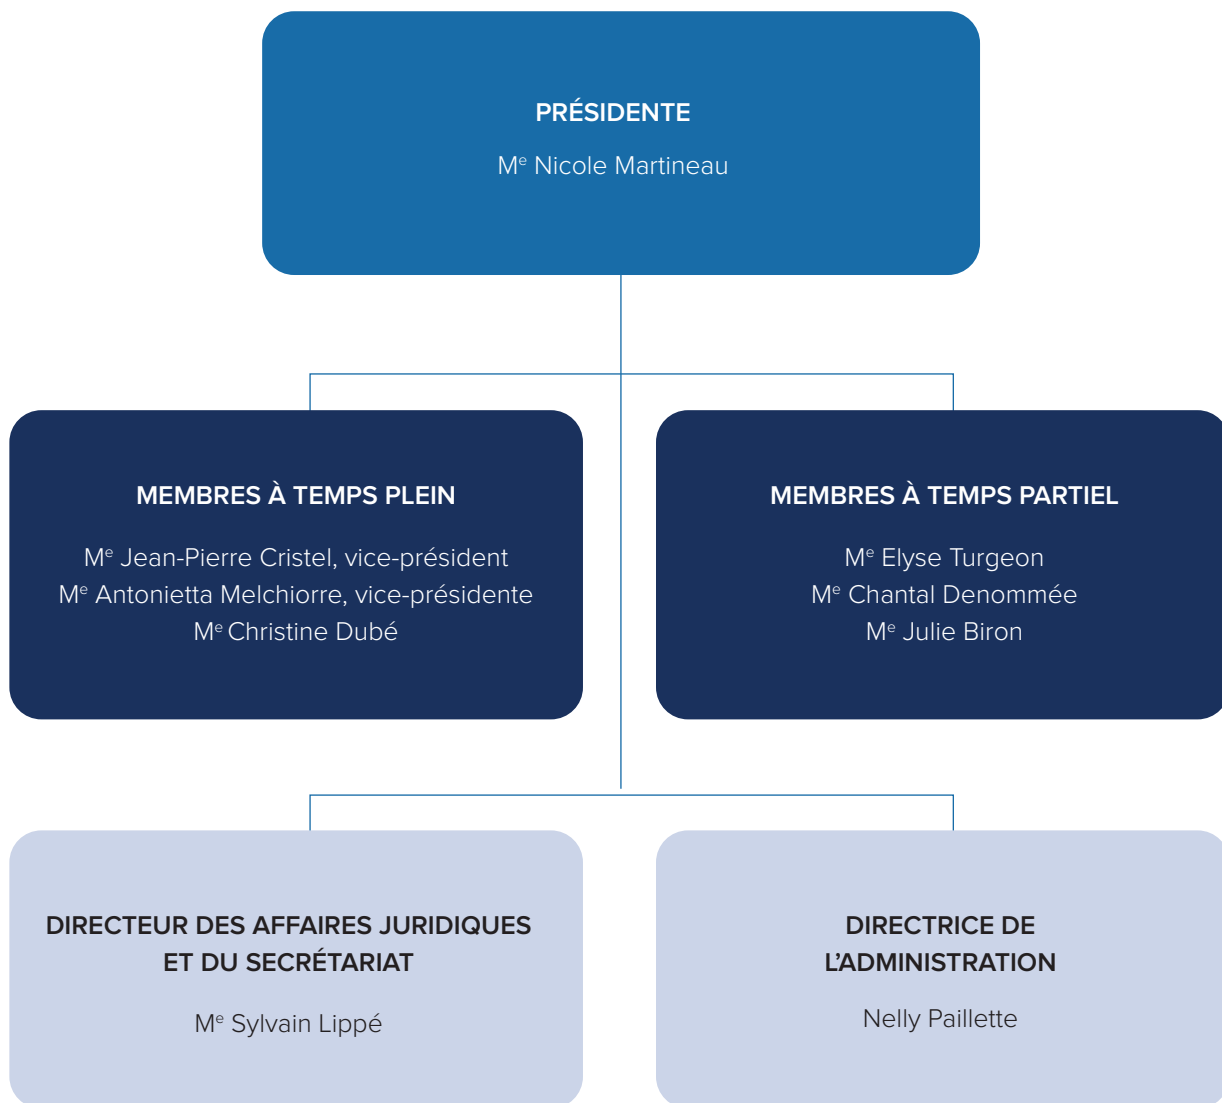 PRÉSIDENTE
Mᵉ Nicole Martineau
MEMBRES À TEMPS PLEIN
Mᵉ Jean-Pierre Cristel, vice-président
Mᵉ Antonietta Melchiorre, vice-présidente
Mᵉ Christine Dubé
MEMBRES À TEMPS PARTIEL
Mᵉ Elyse Turgeon
Mᵉ Chantal Denommée
Mᵉ Julie Biron
DIRECTEUR DES AFFAIRES JURIDIQUES
ET DU SECRÉTARIAT
Mᵉ Sylvain Lippé
DIRECTRICE DE
L’ADMINISTRATION
Nelly Paillette